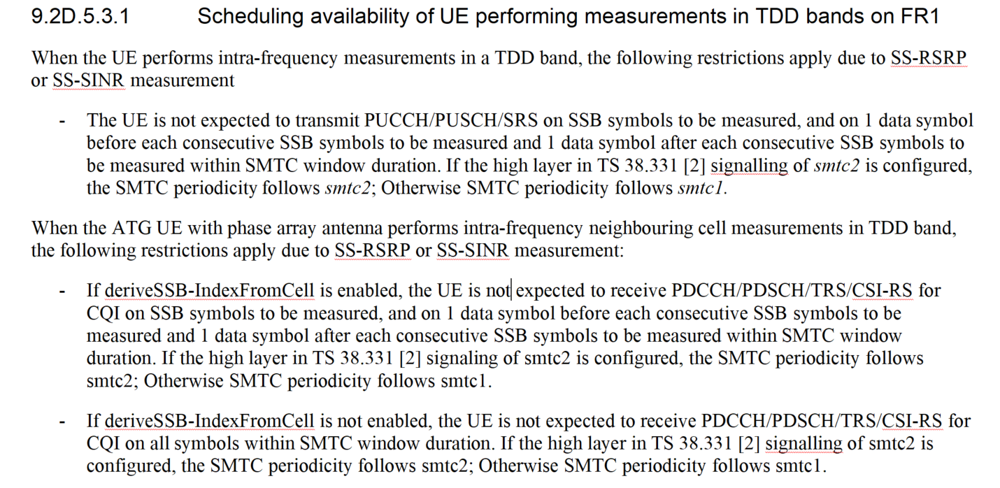 9.2D.5.3.1 Scheduling availability of UE performing measurements in TDD bands on FR1
When the UE performs intra-frequency measurements in a TDD band, the following restrictions apply due to SS-RSRP
or SS-SINR measurement
- The UE is not expected to transmit PUCCH/PUSCH/SRS on SSB symbols to be measured, and on 1 data symbol
before each consecutive SSB symbols to be measured and 1 data symbol after each consecutive SSB symbols to
be measured within SMTC window duration. If the high layer in TS 38.331 [2] signalling of smtc2 is configured,
the SMTC periodicity follows smtc2; Otherwise SMTC periodicity follows smtc1.
When the ATG UE with phase array antenna performs intra-frequency neighbouring cell measurements in TDD band,
the following restrictions apply due to SS-RSRP or SS-SINR measurement:
- If deriveSSB-IndexFromCell is enabled, the UE is not expected to receive PDCCH/PDSCH/TRS/CSI-RS for
CQI on SSB symbols to be measured, and on 1 data symbol before each consecutive SSB symbols to be
measured and 1 data symbol after each consecutive SSB symbols to be measured within SMTC window
duration. If the high layer in TS 38.331 [2] signaling of smtc2 is configured, the SMTC periodicity follows
smtc2; Otherwise SMTC periodicity follows smtc1.
- If deriveSSB-IndexFromCell is not enabled, the UE is not expected to receive PDCCH/PDSCH/TRS/CSI-RS for
CQI on all symbols within SMTC window duration. If the high layer in TS 38.331 [2] signalling of smtc2 is
configured, the SMTC periodicity follows smtc2; Otherwise SMTC periodicity follows smtc1.